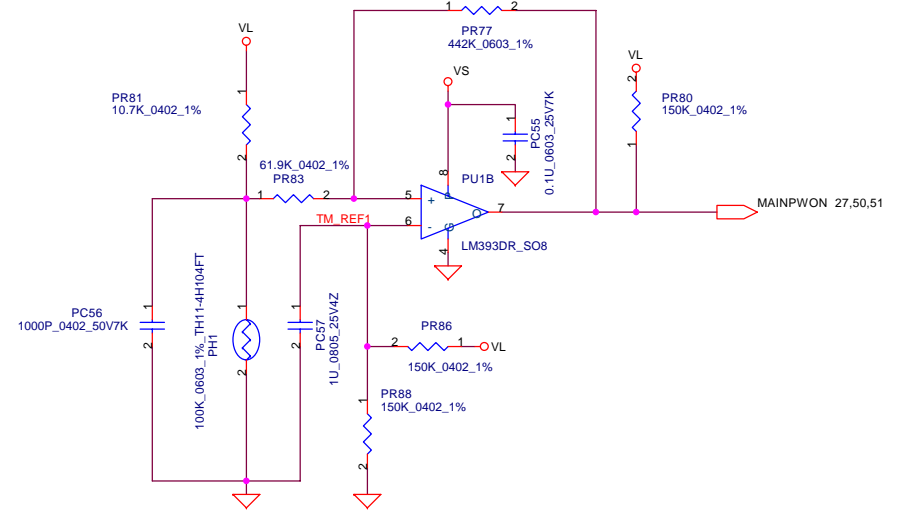 1
2
PR77
442K_0603_1%
VL
VS
VL
PR81
10.7K_0402_1%
1
2
1
2
PC55
0.1U_0603_25V7K
2
1
PR80
150K_0402_1%
61.9K_0402_1%
PR83
1
2
8
PU1B
P
5
+
O
7
MAINPWON 27,50,51
TM_REF1
6
-
G
4
LM393DR_SO8
PC56
1000P_0402_50V7K
1
2
100K_0603_1%_TH11-4H104FT
PH1
1
2
1
2
PC57
1U_0805_25V4Z
PR86
2
1
VL
150K_0402_1%
PR88
150K_0402_1%
1
2